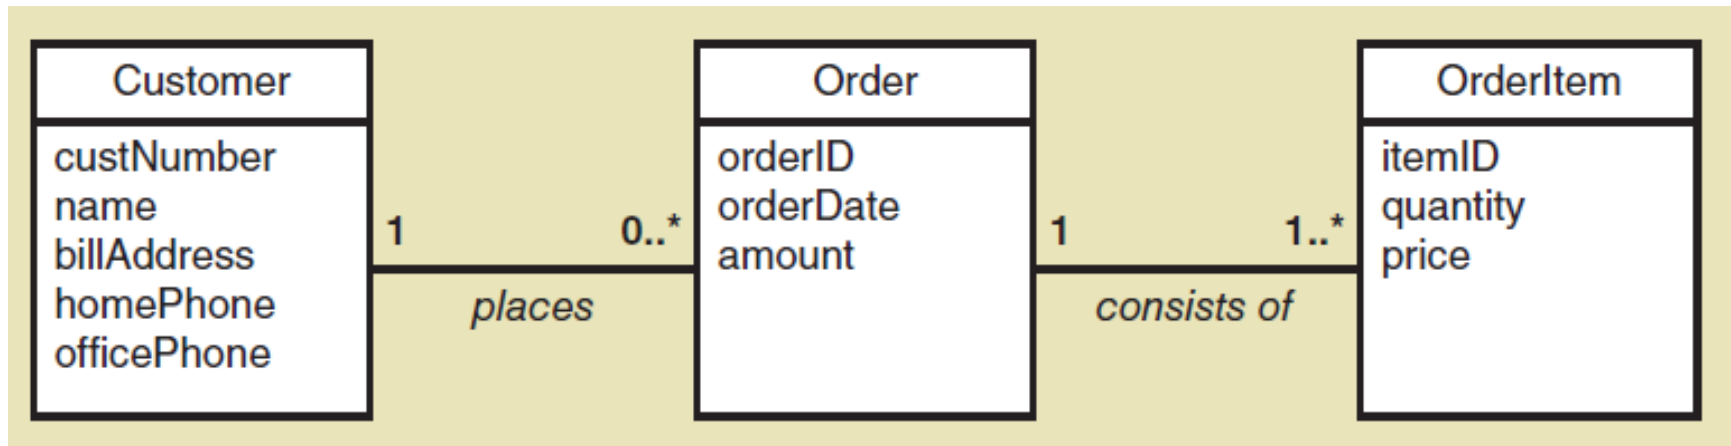 Customer
custNumber
name
billAddress
homePhone
officePhone
1
0..*
places
Order
orderID
orderDate
amount
1
1..*
consists of
OrderItem
itemID
quantity
price